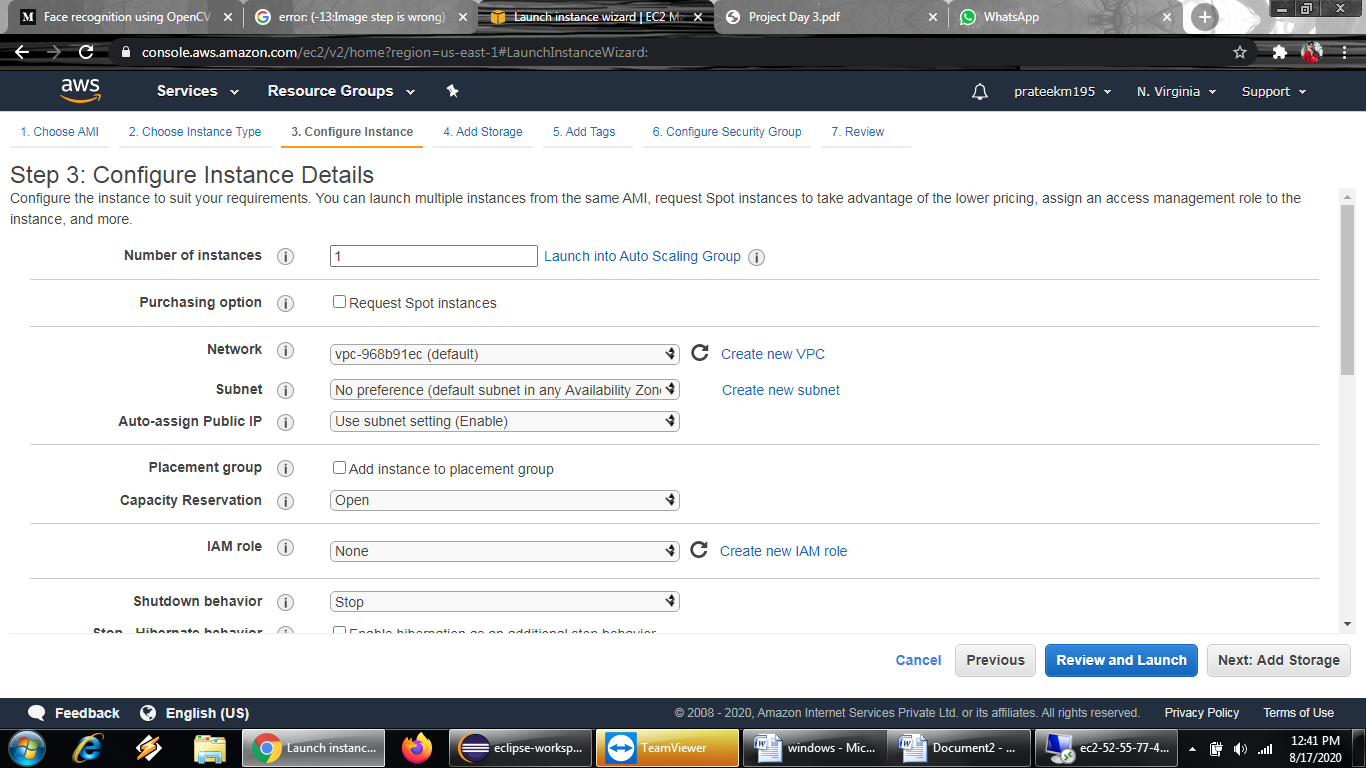 Face recognition using OpenCV
error: (-13:Image step is wrong)
Launch instance wizard | EC2 M
Project Day 3.pdf
WhatsApp
console.aws.amazon.com/ec2/v2/home?region=us-east-1#LaunchInstanceWizard:
aws
Services
Resource Groups
prateekm195
N. Virginia
Support
1. Choose AMI
2. Choose Instance Type
3. Configure Instance
4. Add Storage
5. Add Tags
6. Configure Security Group
7. Review
Step 3: Configure Instance Details
Configure the instance to suit your requirements. You can launch multiple instances from the same AMI, request Spot instances to take advantage of the lower pricing, assign an access management role to the
instance, and more.
Number of instances
1
Launch into Auto Scaling Group
Purchasing option
Request Spot instances
Network
vpc-968b91ec (default)
Create new VPC
Subnet
No preference (default subnet in any Availability Zone
Create new subnet
Auto-assign Public IP
Use subnet setting (Enable)
Placement group
Add instance to placement group
Capacity Reservation
Open
IAM role
None
Create new IAM role
Shutdown behavior
Stop
Stop - Hibernate behavior
Enable hibernation as an additional stop behavior
Cancel
Previous
Review and Launch
Next: Add Storage
Feedback
English (US)
© 2008 - 2020, Amazon Internet Services Private Ltd. or its affiliates. All rights reserved.
Privacy Policy
Terms of Use
Launch instanc...
eclipse-worksp...
TeamViewer
windows - Mic...
Document2 - ...
ec2-52-55-77-4...
12:41 PM
8/17/2020